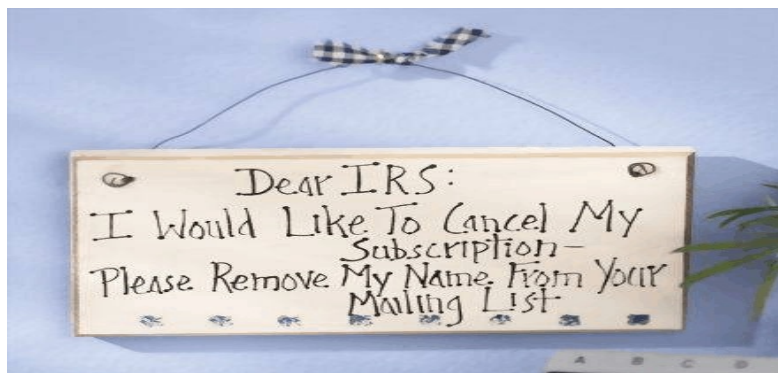 Dear IRS:
I Would Like To Cancel My
Subscription-
Please Remove My Name From Your
Mailing List
A B C D